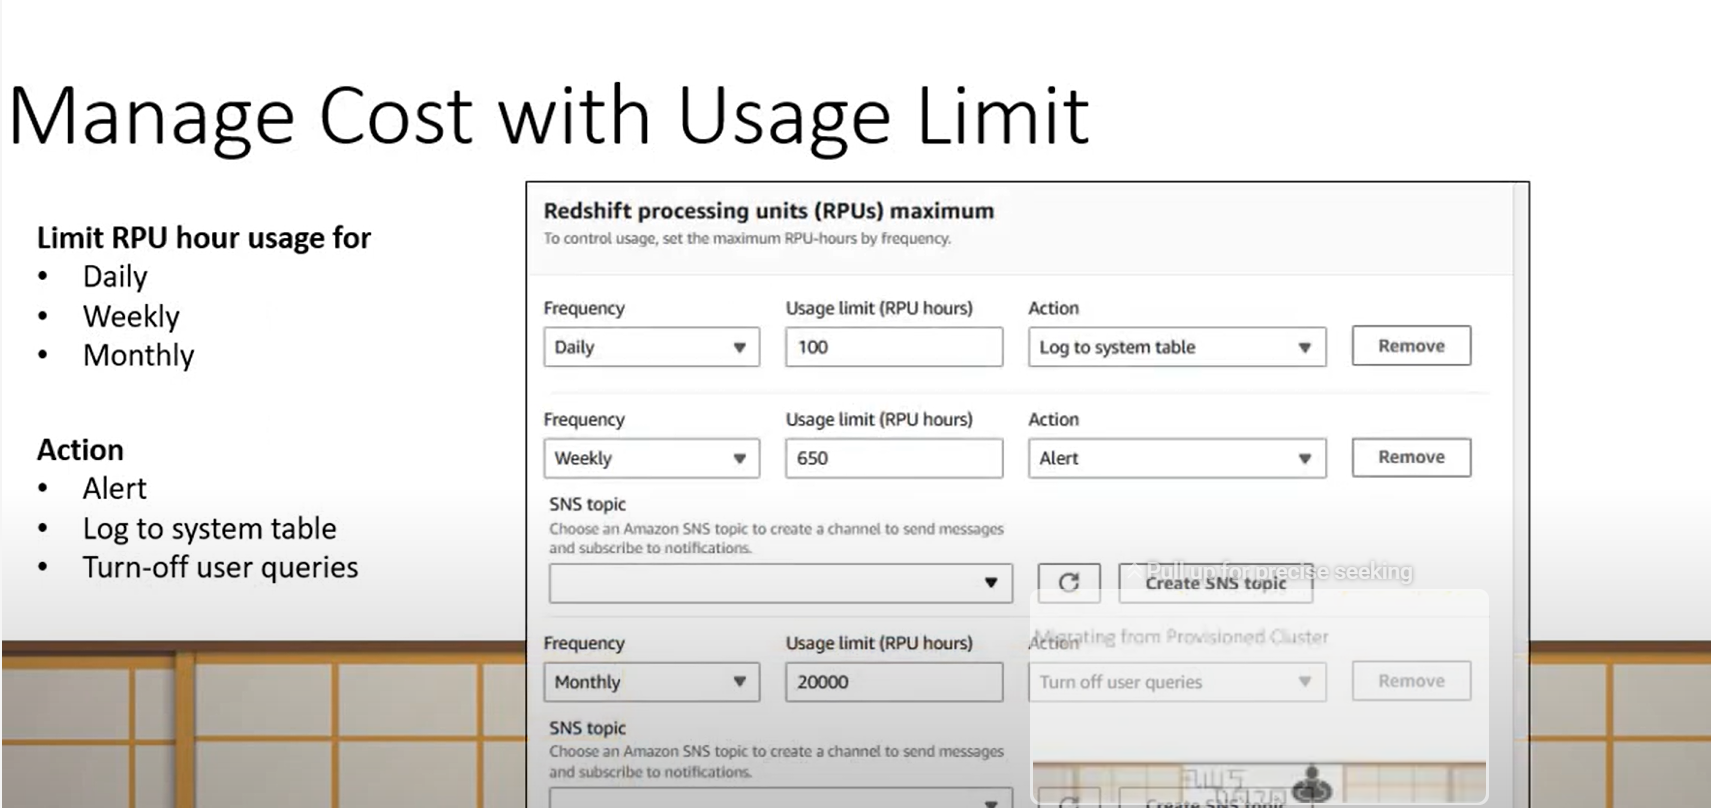 Manage Cost with Usage Limit
Limit RPU hour usage for
• Daily
• Weekly
• Monthly
Action
• Alert
• Log to system table
• Turn-off user queries
Redshift processing units (RPUs) maximum
To control usage, set the maximum RPU-hours by frequency.
Frequency Usage limit (RPU hours) Action
Daily 100 Log to system table Remove
Frequency Usage limit (RPU hours) Action
Weekly 650 Alert Remove
SNS topic
Choose an Amazon SNS topic to create a channel to send messages
and subscribe to notifications.
Pull up for precise seeking
Create SNS topic
Migrating from Provisioned Cluster
Frequency Usage limit (RPU hours) Action
Monthly 20000 Turn off user queries Remove
SNS topic
Choose an Amazon SNS topic to create a channel to send messages
and subscribe to notifications.
Create SNS topic